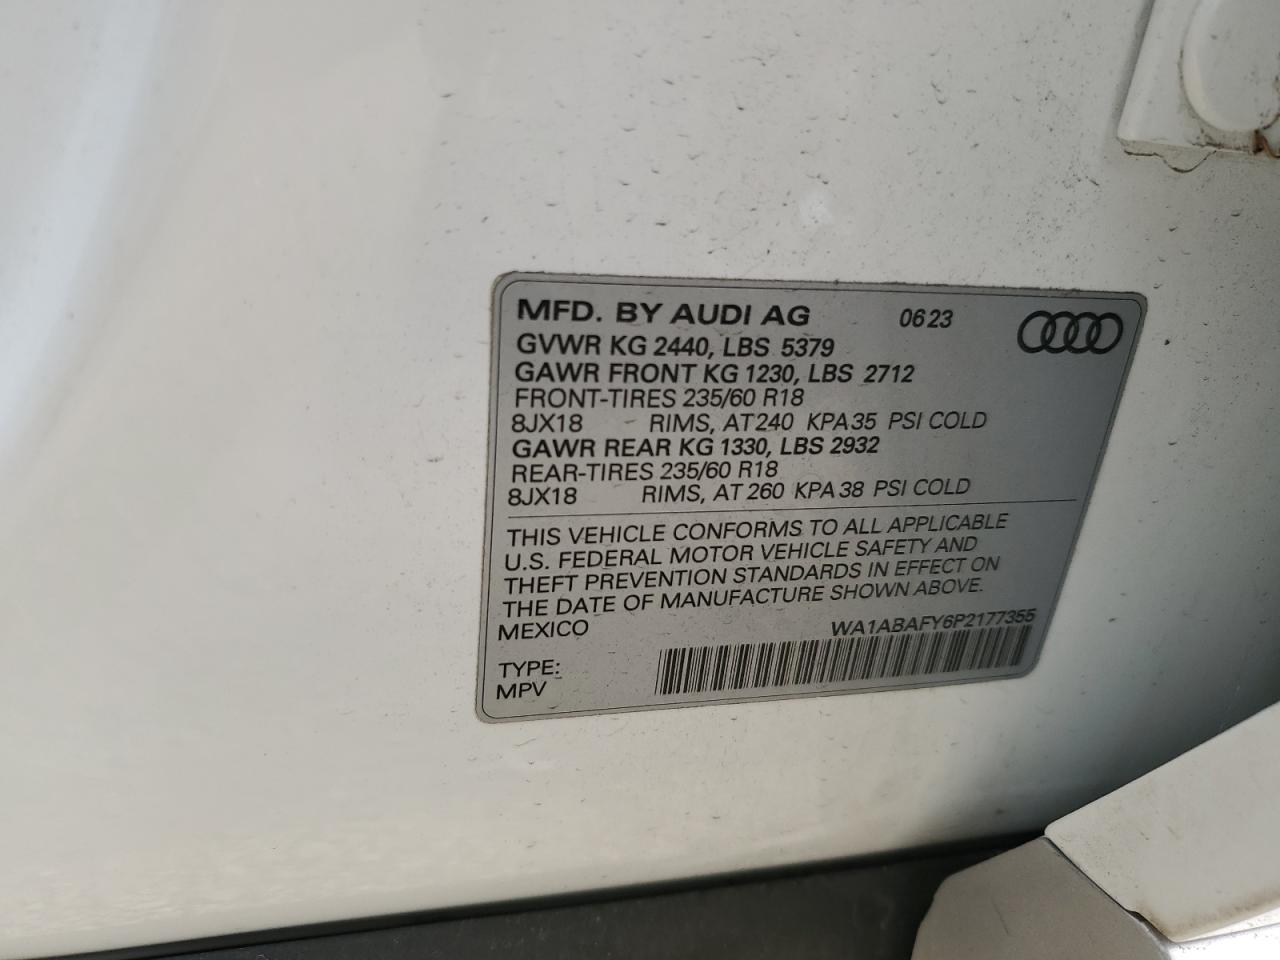 MFD. BY AUDI AG 06 23
GVWR KG 2440, LBS 5379
GAWR FRONT KG 1230, LBS 2712
FRONT-TIRES 235/60 R18
8JX18 RIMS, AT 240 KPA 35 PSI COLD
GAWR REAR KG 1330, LBS 2932
REAR-TIRES 235/60 R18
8JX18 RIMS, AT 260 KPA 38 PSI COLD
THIS VEHICLE CONFORMS TO ALL APPLICABLE
U.S. FEDERAL MOTOR VEHICLE SAFETY AND
THEFT PREVENTION STANDARDS IN EFFECT ON
THE DATE OF MANUFACTURE SHOWN ABOVE.
MEXICO WA1ABAFY6P2177355
TYPE:
MPV